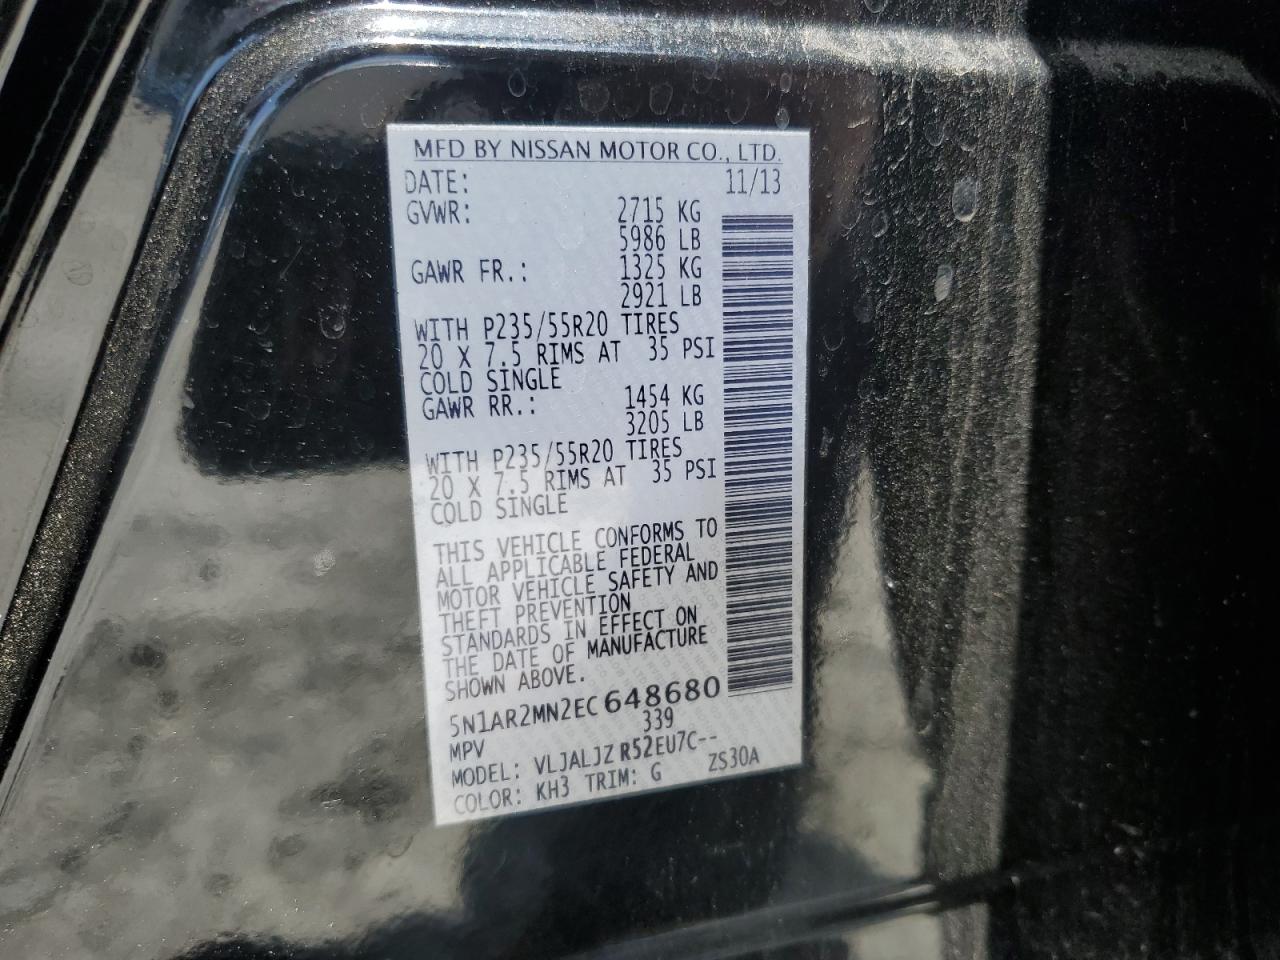 MFD BY NISSAN MOTOR CO., LTD.
DATE: 11/13
GVWR: 2715 KG
5986 LB
GAWR FR.: 1325 KG
2921 LB
WITH P235/55R20 TIRES
20 X 7.5 RIMS AT 35 PSI
COLD SINGLE
GAWR RR.: 1454 KG
3205 LB
WITH P235/55R20 TIRES
20 X 7.5 RIMS AT 35 PSI
COLD SINGLE
THIS VEHICLE CONFORMS TO
ALL APPLICABLE FEDERAL
MOTOR VEHICLE SAFETY AND
THEFT PREVENTION
STANDARDS IN EFFECT ON
THE DATE OF MANUFACTURE
SHOWN ABOVE.
5N1AR2MN2EC648680
MPV 339
MODEL: VLJALJZ R52EU7C--
COLOR: KH3 TRIM: G ZS30A